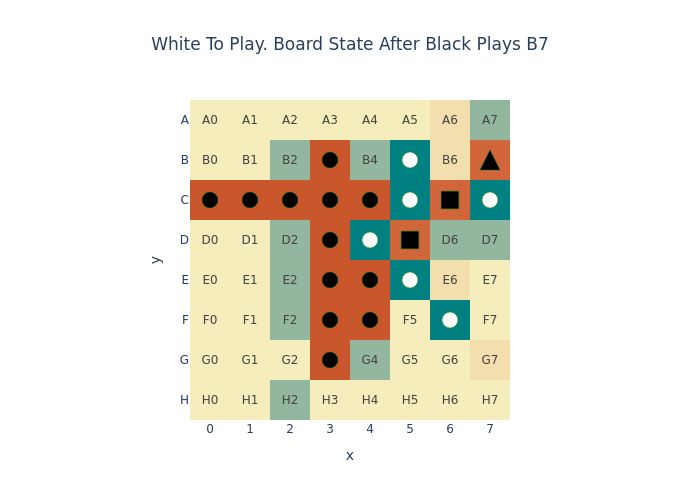 White To Play. Board State After Black Plays B7
A A0 A1 A2 A3 A4 A5 A6 A7
B B0 B1 B2 B4 B6
C
D D0 D1 D2 D6 D7
E E0 E1 E2 E6 E7
F F0 F1 F2 F5 F7
G G0 G1 G2 G4 G5 G6 G7
H H0 H1 H2 H3 H4 H5 H6 H7
0 1 2 3 4 5 6 7
x
y